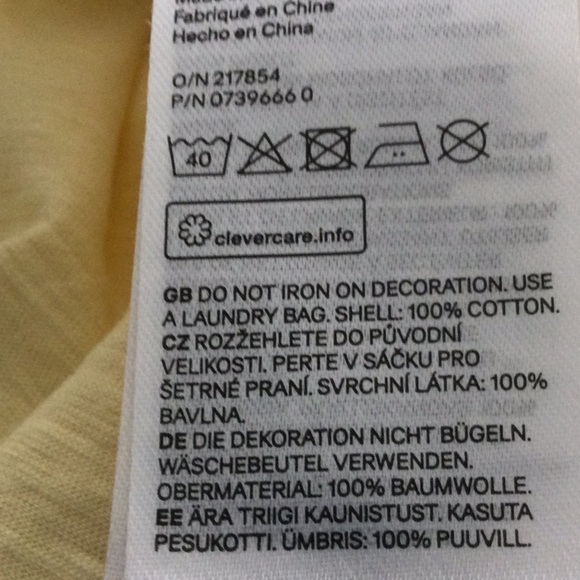 Fabriqué en Chine
Hecho en China
O/N 217854
P/N 0739666 0
40
clevercare.info
GB DO NOT IRON ON DECORATION. USE
A LAUNDRY BAG. SHELL: 100% COTTON.
CZ ROZŽEHLETE DO PŮVODNÍ
VELIKOSTI. PERTE V SÁČKU PRO
ŠETRNÉ PRANÍ. SVRCHNÍ LÁTKA: 100%
BAVLNA.
DE DIE DEKORATION NICHT BÜGELN.
WÄSCHEBEUTEL VERWENDEN.
OBERMATERIAL: 100% BAUMWOLLE.
EE ÄRA TRIIGI KAUNISTUST. KASUTA
PESUKOTTI. ÜMBRIS: 100% PUUVILL.